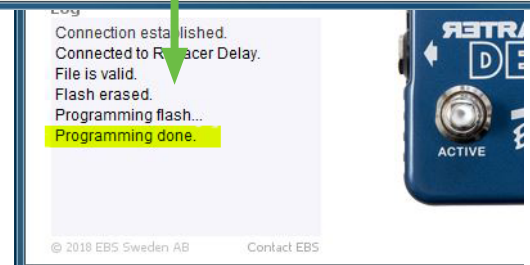 Log
Connection established.
Connected to R acer Delay.
File is valid.
Flash erased.
Programming flash...
Programming done.
ACTIVE
© 2018 EBS Sweden AB
Contact EBS